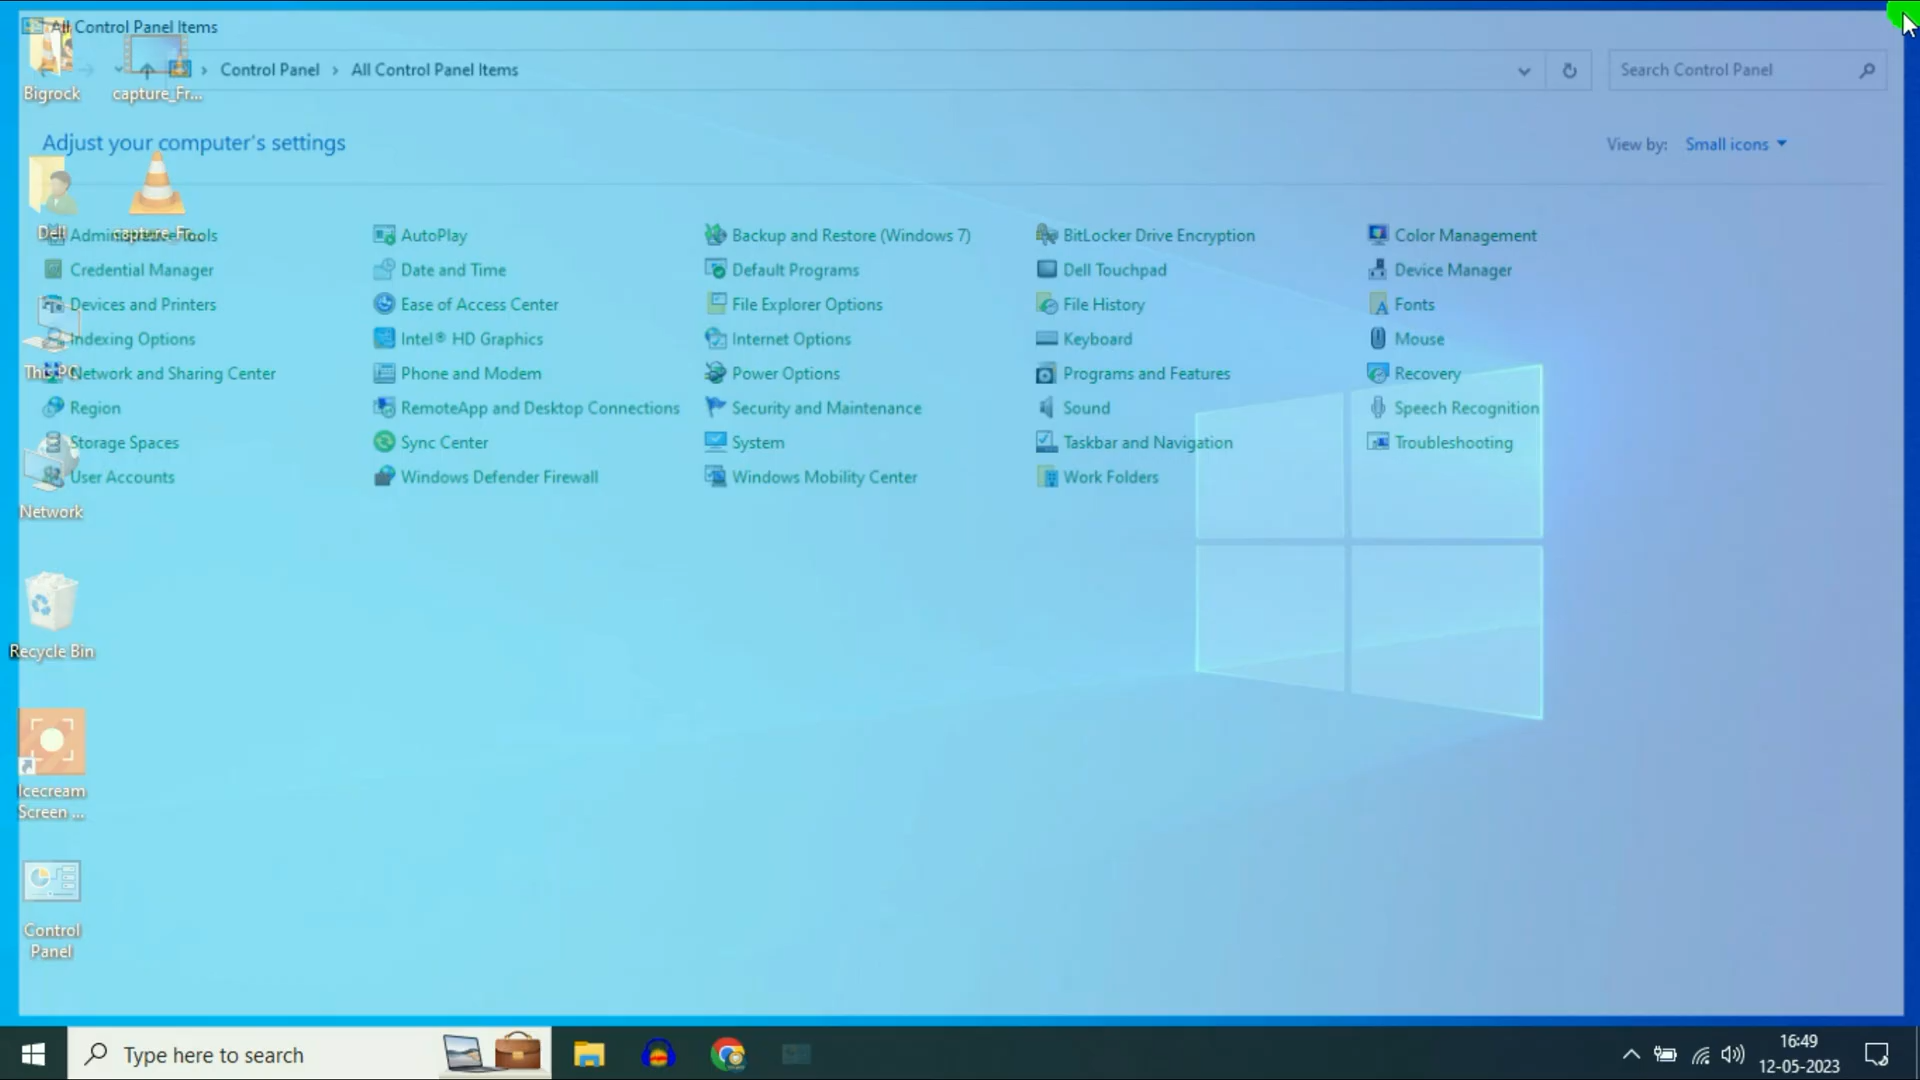 All Control Panel Items
Control Panel > All Control Panel Items
Search Control Panel
Adjust your computer's settings
View by: Small icons
Administrative Tools
AutoPlay
Backup and Restore (Windows 7)
BitLocker Drive Encryption
Color Management
Credential Manager
Date and Time
Default Programs
Dell Touchpad
Device Manager
Devices and Printers
Ease of Access Center
File Explorer Options
File History
Fonts
Indexing Options
Intel® HD Graphics
Internet Options
Keyboard
Mouse
Network and Sharing Center
Phone and Modem
Power Options
Programs and Features
Recovery
Region
RemoteApp and Desktop Connections
Security and Maintenance
Sound
Speech Recognition
Storage Spaces
Sync Center
System
Taskbar and Navigation
Troubleshooting
User Accounts
Windows Defender Firewall
Windows Mobility Center
Work Folders
Bigrock
capture_Fr...
Dell
This PC
Network
Recycle Bin
Icecream
Screen ...
Control
Panel
Type here to search
16:49
12-05-2023